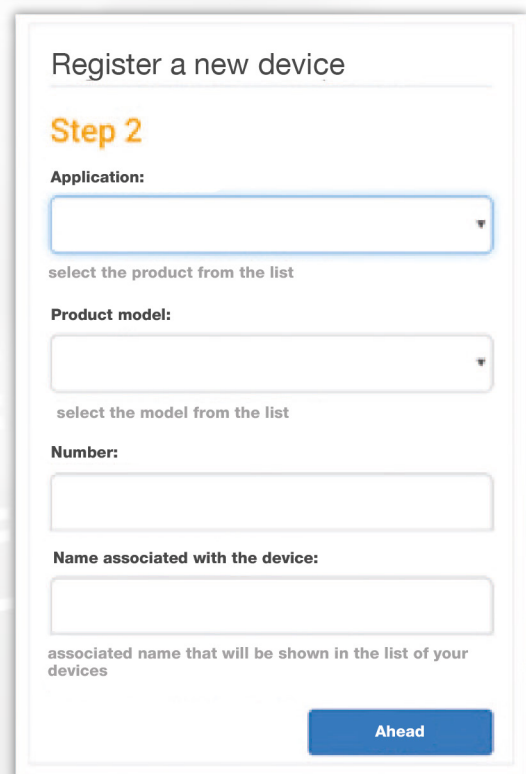 Register a new device
Step 2
Application:
select the product from the list
Product model:
select the model from the list
Number:
Name associated with the device:
associated name that will be shown in the list of your
devices
Ahead